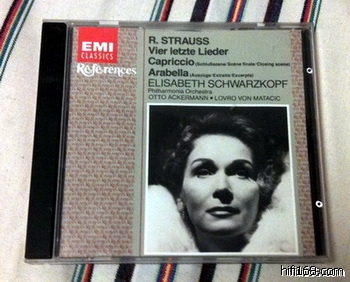 EMI
CLASSICS
References
R. STRAUSS
Vier letzte Lieder
Capriccio (Schlußszene/Scène finale/Closing scene)
Arabella (Auszüge/Extraits/Excerpts)
ELISABETH SCHWARZKOPF
Philharmonia Orchestra
OTTO ACKERMANN • LOVRO VON MATACIC
hifi168.com